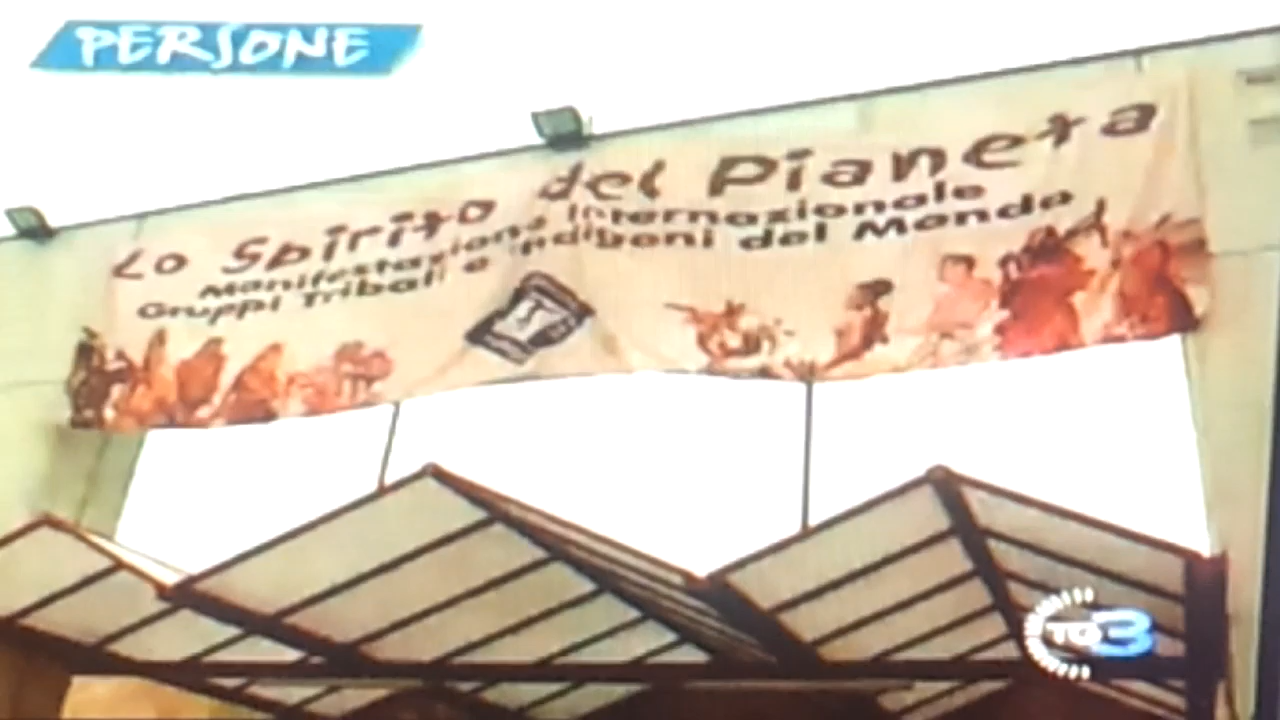 PERSONE
Lo Spirito del Pianeta
Manifestazione Internazionale
Gruppi Tribali e indigeni del Mondo
TG3